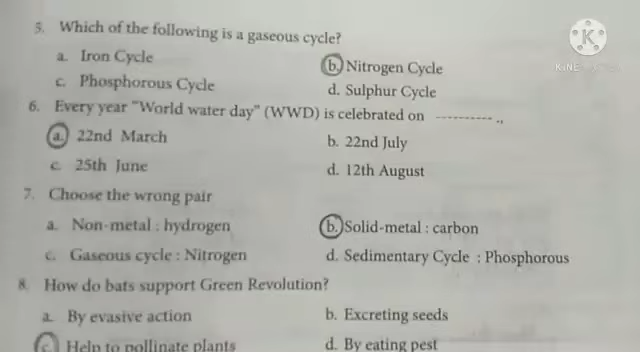 5. Which of the following is a gaseous cycle?
a. Iron Cycle b. Nitrogen Cycle
c. Phosphorous Cycle d. Sulphur Cycle
6. Every year "World water day" (WWD) is celebrated on ----------.,
a. 22nd March b. 22nd July
c. 25th June d. 12th August
7. Choose the wrong pair
a. Non-metal : hydrogen b. Solid-metal : carbon
c. Gaseous cycle : Nitrogen d. Sedimentary Cycle : Phosphorous
8. How do bats support Green Revolution?
a. By evasive action b. Excreting seeds
c. Help to pollinate plants d. By eating pest
K